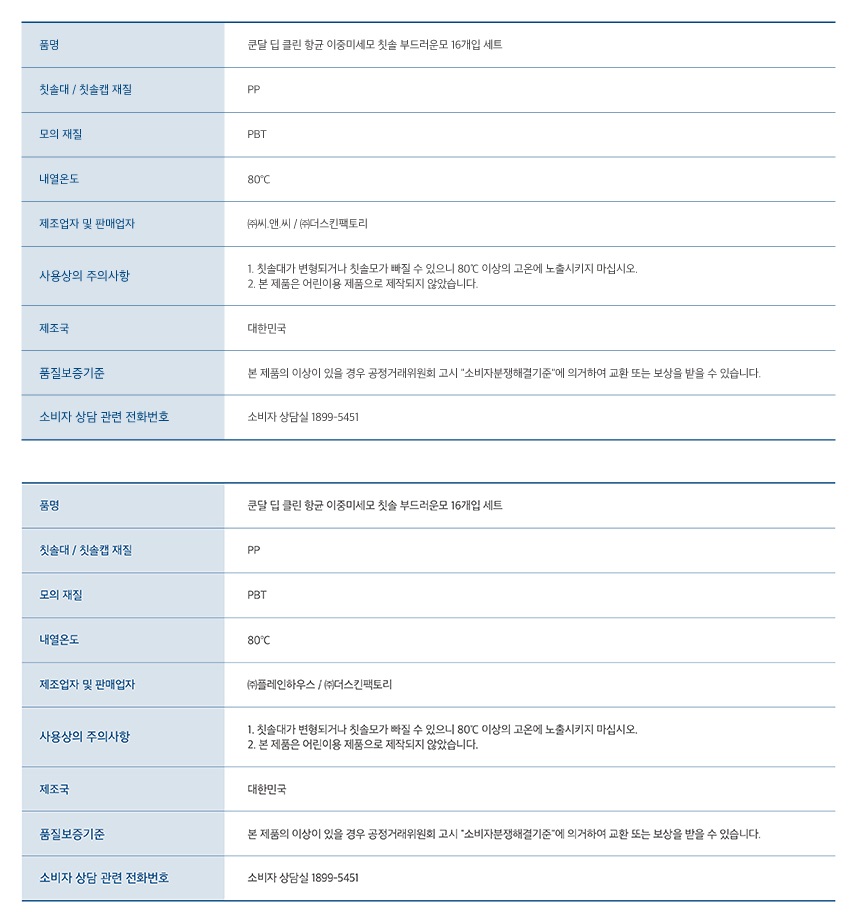 품명 쿤달 딥 클린 항균 이중미세모 칫솔 부드러운모 16개입 세트
칫솔대 / 칫솔캡 재질 PP
모의 재질 PBT
내열온도 80℃
제조업자 및 판매업자 ㈜씨.앤.씨 / ㈜더스킨팩토리
사용상의 주의사항 1. 칫솔대가 변형되거나 칫솔모가 빠질 수 있으니 80℃ 이상의 고온에 노출시키지 마십시오.
2. 본 제품은 어린이용 제품으로 제작되지 않았습니다.
제조국 대한민국
품질보증기준 본 제품의 이상이 있을 경우 공정거래위원회 고시 "소비자분쟁해결기준"에 의거하여 교환 또는 보상을 받을 수 있습니다.
소비자 상담 관련 전화번호 소비자 상담실 1899-5451
품명 쿤달 딥 클린 항균 이중미세모 칫솔 부드러운모 16개입 세트
칫솔대 / 칫솔캡 재질 PP
모의 재질 PBT
내열온도 80℃
제조업자 및 판매업자 ㈜플레인하우스 / ㈜더스킨팩토리
사용상의 주의사항 1. 칫솔대가 변형되거나 칫솔모가 빠질 수 있으니 80℃ 이상의 고온에 노출시키지 마십시오.
2. 본 제품은 어린이용 제품으로 제작되지 않았습니다.
제조국 대한민국
품질보증기준 본 제품의 이상이 있을 경우 공정거래위원회 고시 "소비자분쟁해결기준"에 의거하여 교환 또는 보상을 받을 수 있습니다.
소비자 상담 관련 전화번호 소비자 상담실 1899-5451